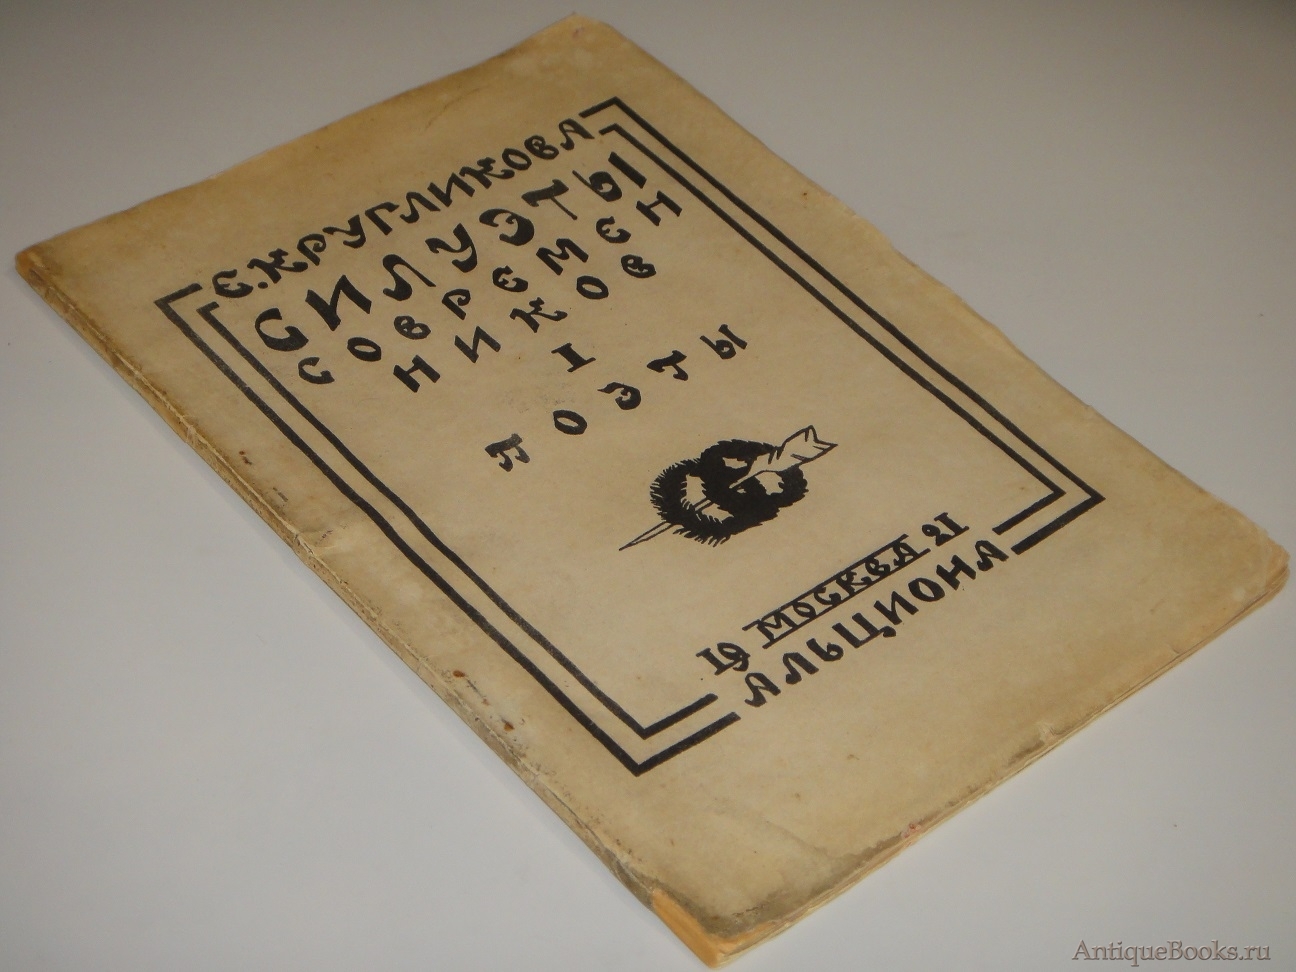 С. КРУГЛИКОВА
СИЛУЭТЫ
СОВРЕМЕН
НИКОВ
I
ПОЭТЫ
19 МОСКВА 21
АЛЬЦИОНА
AntiqueBooks.ru